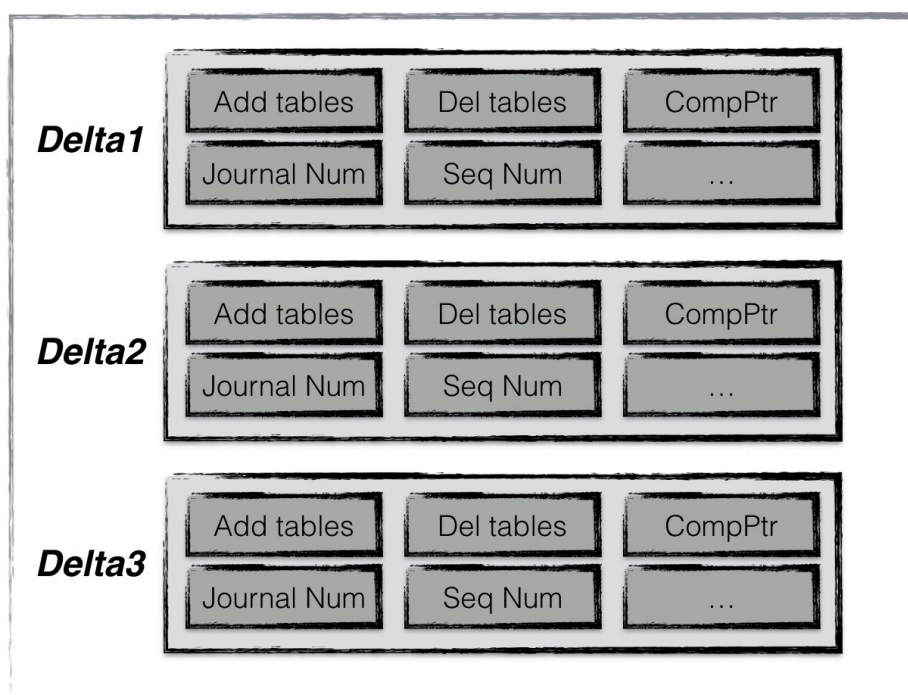 Delta1
Add tables Del tables CompPtr
Journal Num Seq Num ...
Delta2
Add tables Del tables CompPtr
Journal Num Seq Num ...
Delta3
Add tables Del tables CompPtr
Journal Num Seq Num ...